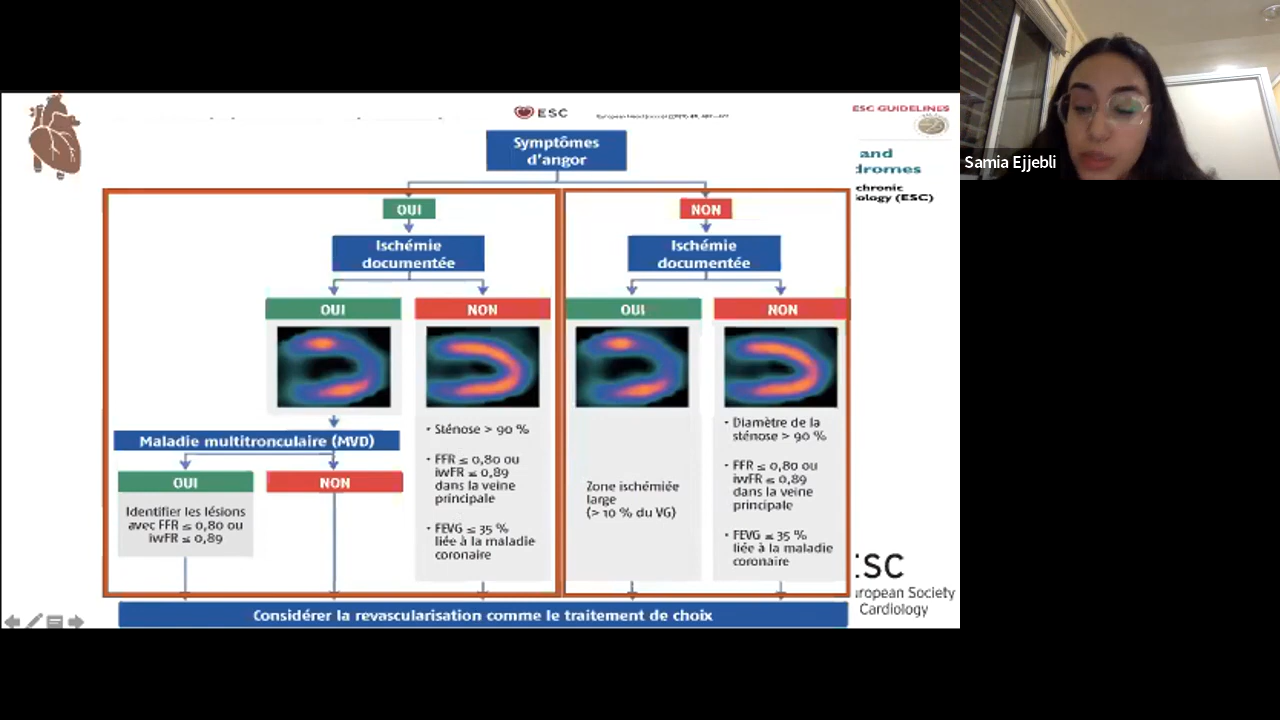 ESC
ESC GUIDELINES
Symptômes
d'angor
and
dromes
chronic
ology (ESC)
Samia Ejjebli
OUI
NON
Ischémie
documentée
Ischémie
documentée
OUI
NON
OUI
NON
Maladie multitronculaire (MVD)
OUI
NON
Identifier les lésions
avec FFR ≤ 0,80 ou
iwFR ≤ 0,89
• Sténose > 90 %
• FFR ≤ 0,80 ou
iwFR ≤ 0,89
dans la veine
principale
• FEVG ≤ 35 %
liée à la maladie
coronaire
Zone ischémiée
large
(> 10 % du VG)
• Diamètre de la
sténose > 90 %
• FFR ≤ 0,80 ou
iwFR ≤ 0,89
dans la veine
principale
• FEVG ≤ 35 %
liée à la maladie
coronaire
Considérer la revascularisation comme le traitement de choix
ESC
uropean Society
Cardiology